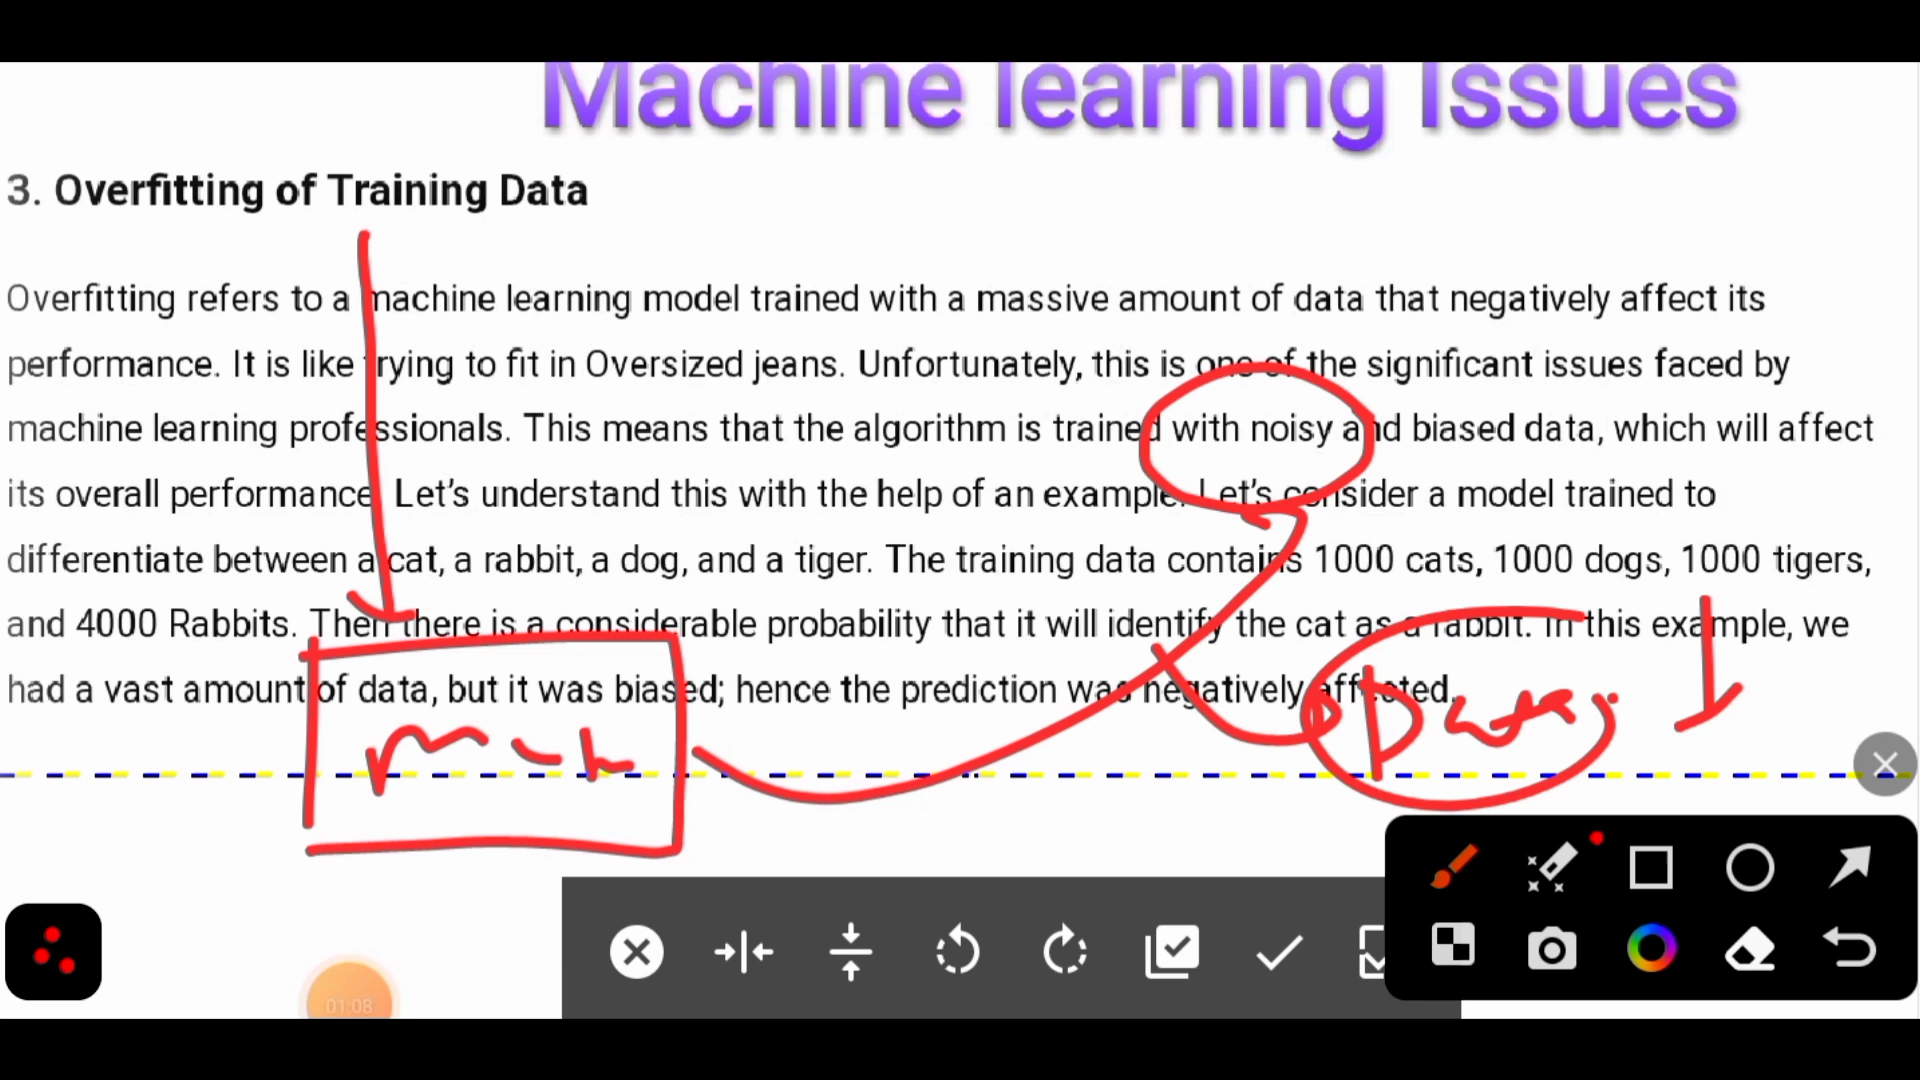 Machine learning Issues
3. Overfitting of Training Data
Overfitting refers to a machine learning model trained with a massive amount of data that negatively affect its
performance. It is like trying to fit in Oversized jeans. Unfortunately, this is one of the significant issues faced by
machine learning professionals. This means that the algorithm is trained with noisy and biased data, which will affect
its overall performance. Let's understand this with the help of an example. Let's consider a model trained to
differentiate between a cat, a rabbit, a dog, and a tiger. The training data contains 1000 cats, 1000 dogs, 1000 tigers,
and 4000 Rabbits. Then there is a considerable probability that it will identify the cat as a rabbit. In this example, we
had a vast amount of data, but it was biased; hence the prediction was negatively affected.
01:08